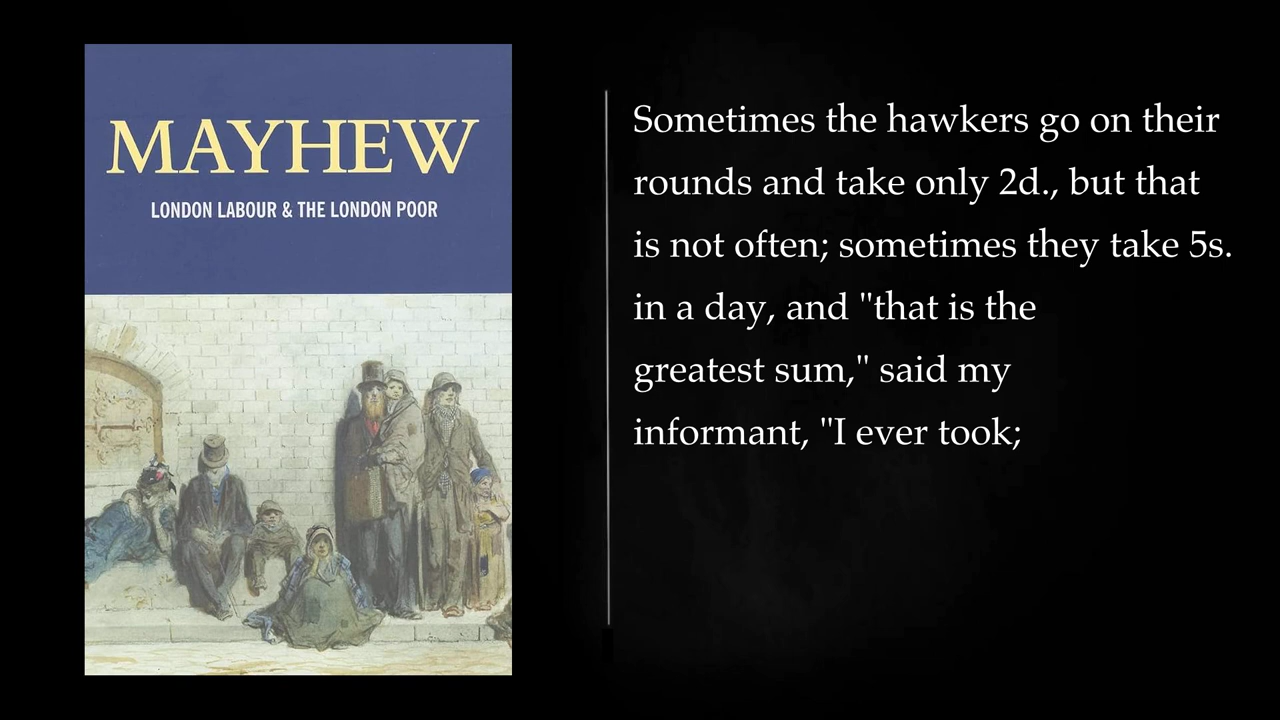 MAYHEW
LONDON LABOUR & THE LONDON POOR
Sometimes the hawkers go on their
rounds and take only 2d., but that
is not often; sometimes they take 5s.
in a day, and "that is the
greatest sum," said my
informant, "I ever took;